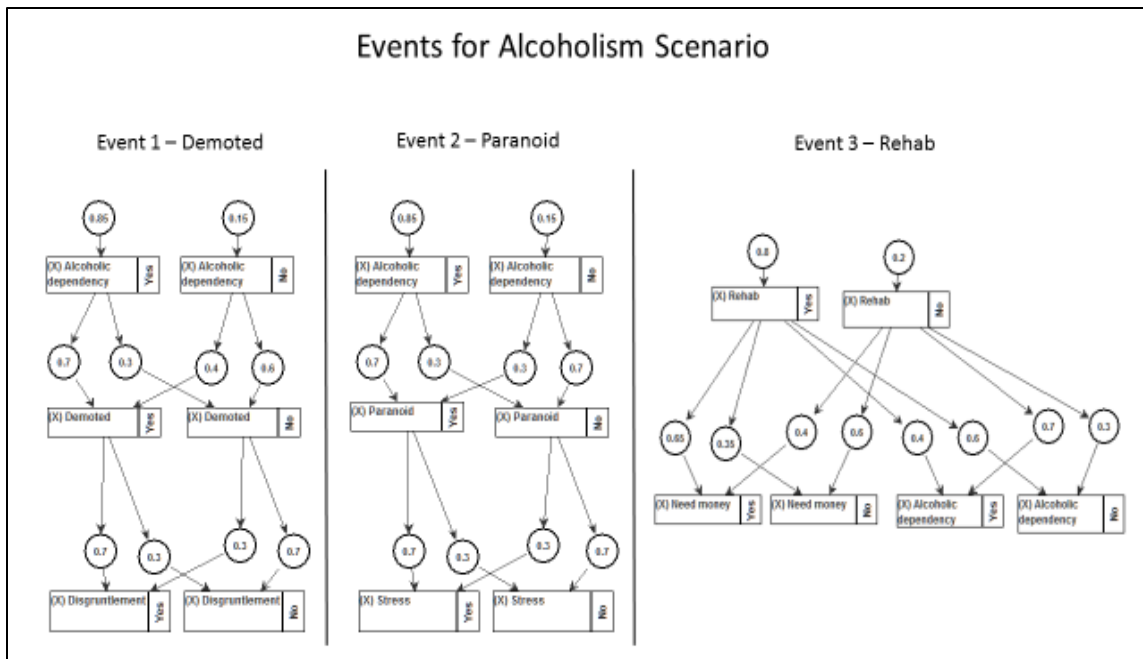 Events for Alcoholism Scenario
Event 1 – Demoted
0.85
0.15
(X) Alcoholic
dependency
Yes
(X) Alcoholic
dependency
No
0.7
0.3
0.4
0.6
(X) Demoted
Yes
(X) Demoted
No
0.7
0.3
0.3
0.7
(X) Disgruntlement
Yes
(X) Disgruntlement
No
Event 2 – Paranoid
0.85
0.15
(X) Alcoholic
dependency
Yes
(X) Alcoholic
dependency
No
0.7
0.3
0.3
0.7
(X) Paranoid
Yes
(X) Paranoid
No
0.7
0.3
0.3
0.7
(X) Stress
Yes
(X) Stress
No
Event 3 – Rehab
0.8
0.2
(X) Rehab
Yes
(X) Rehab
No
0.65
0.35
0.4
0.6
0.4
0.6
0.7
0.3
(X) Need money
Yes
(X) Need money
No
(X) Alcoholic
dependency
Yes
(X) Alcoholic
dependency
No